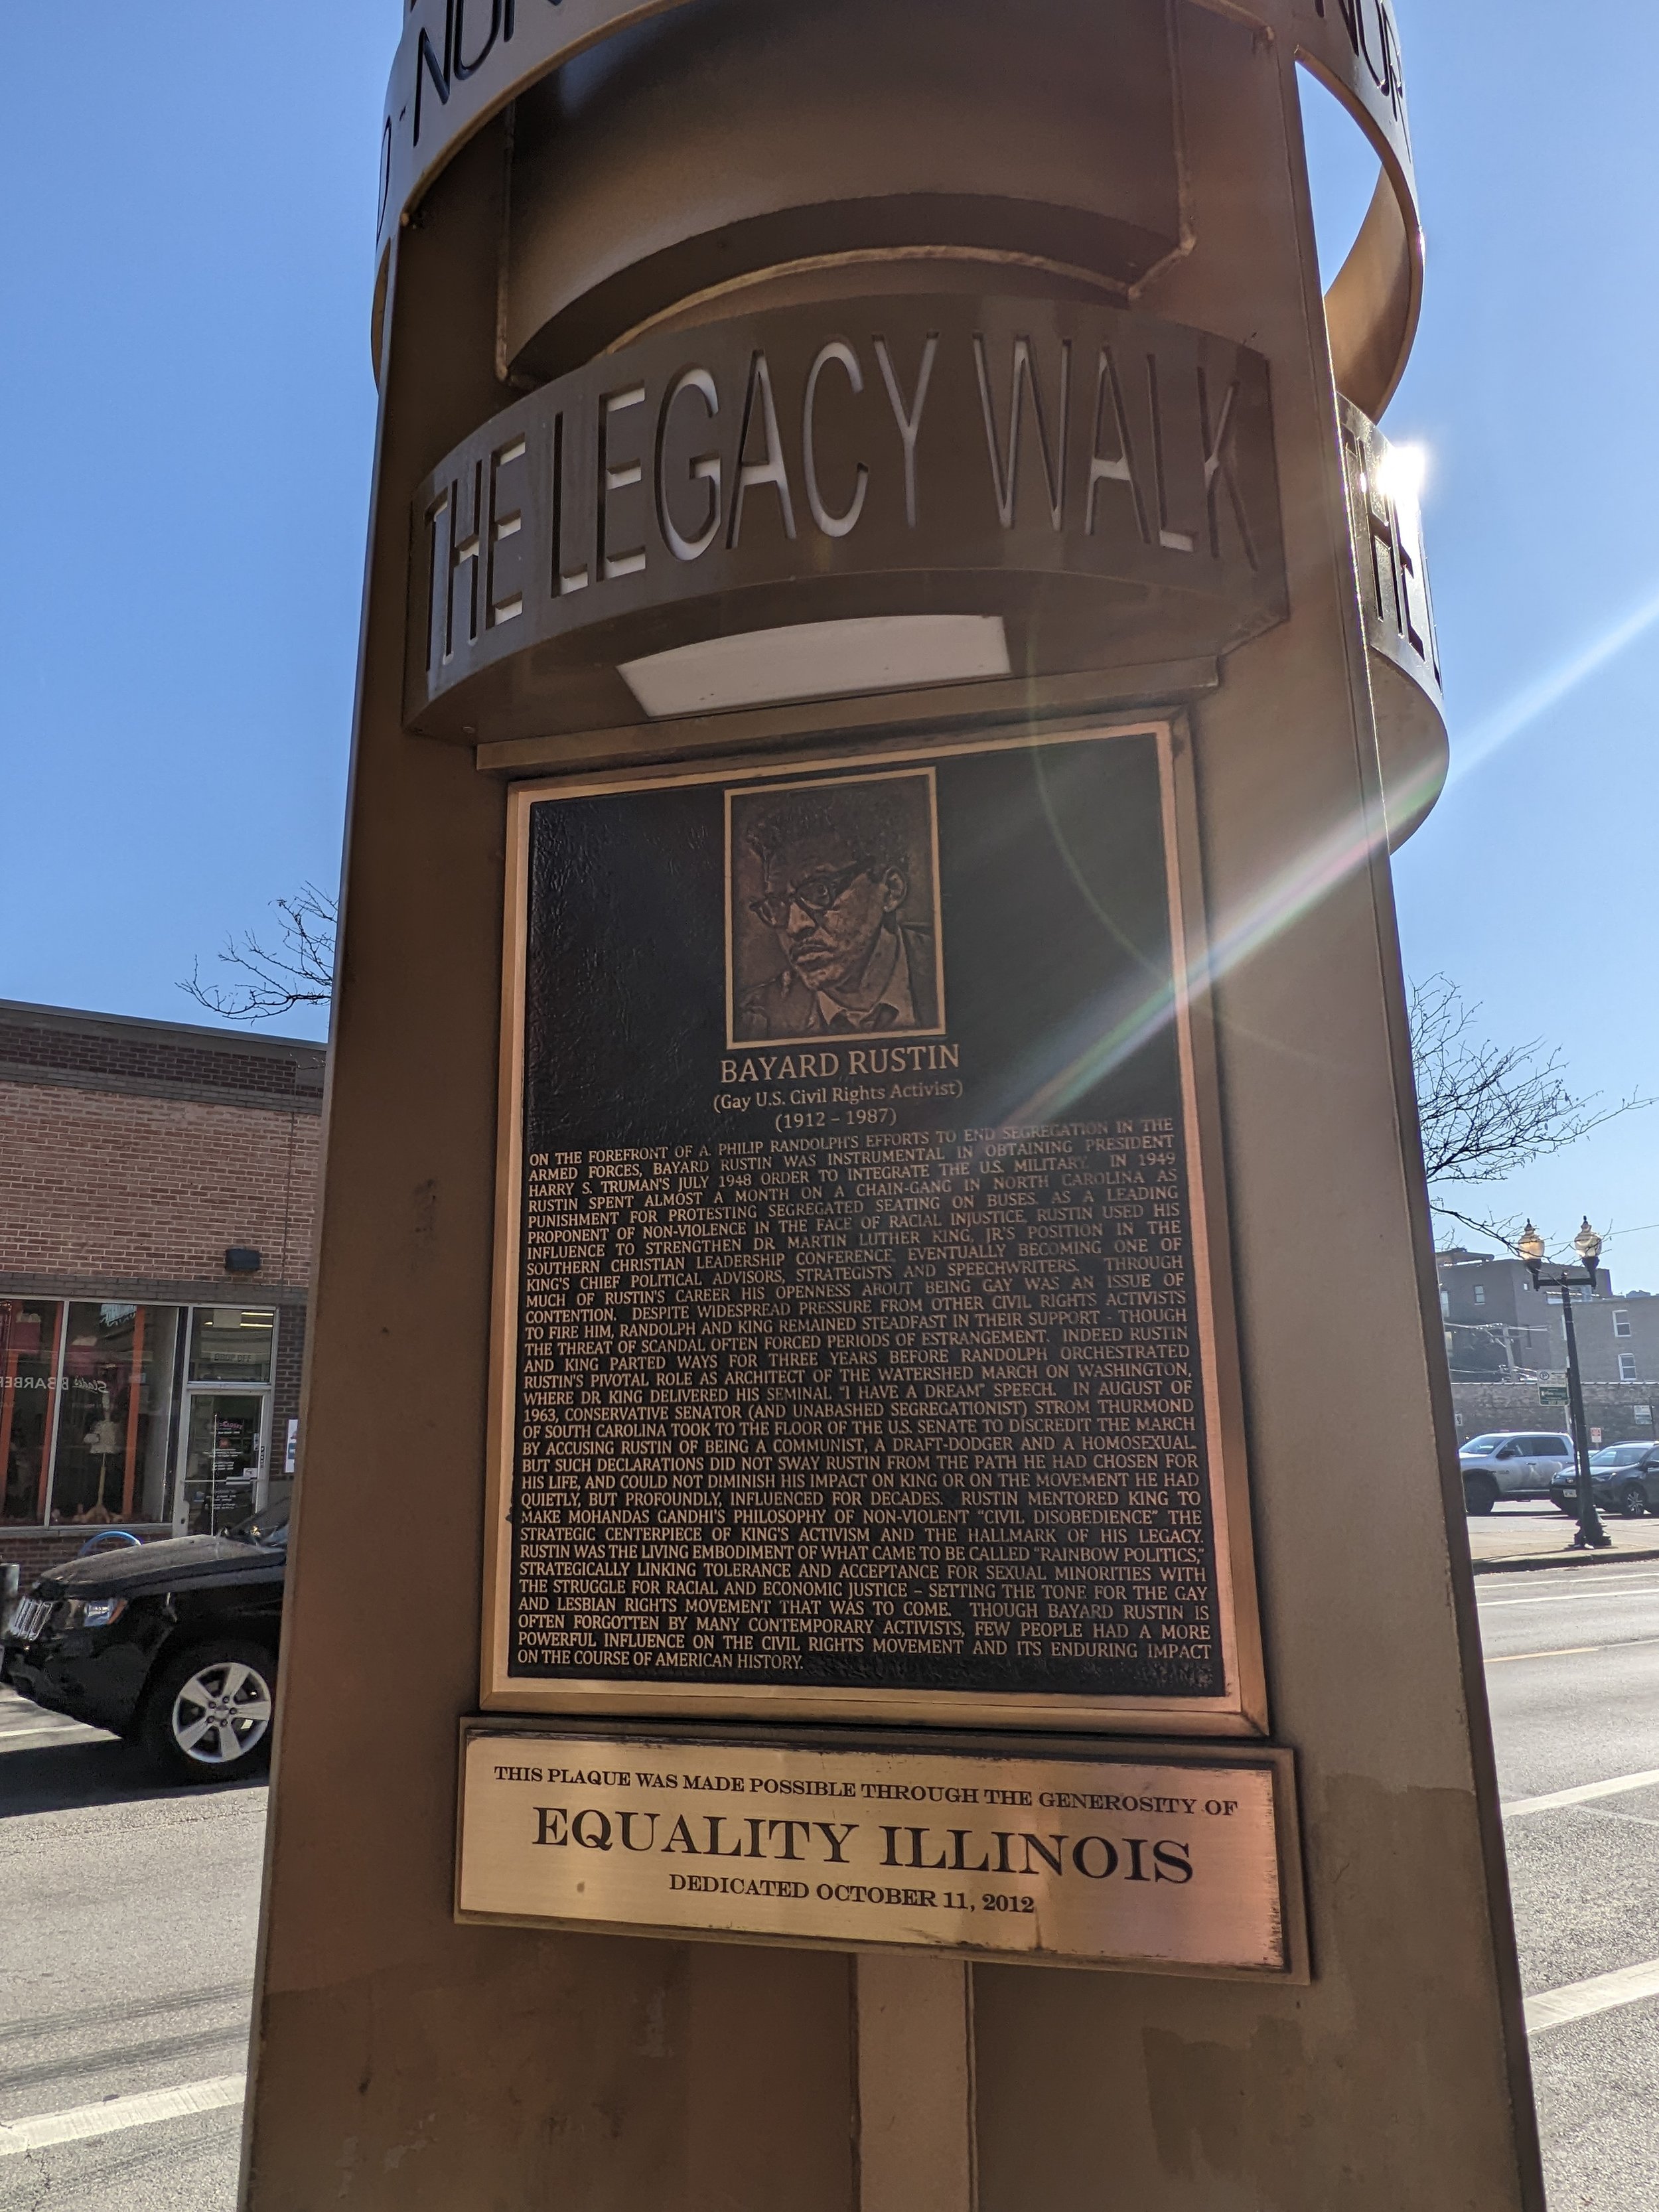 - NOR
NOR
THE LEGACY WALK
THE L
BAYARD RUSTIN
(Gay U.S. Civil Rights Activist)
(1912 – 1987)
ON THE FOREFRONT OF A. PHILIP RANDOLPH'S EFFORTS TO END SEGREGATION IN THE
ARMED FORCES, BAYARD RUSTIN WAS INSTRUMENTAL IN OBTAINING PRESIDENT
HARRY S. TRUMAN'S JULY 1948 ORDER TO INTEGRATE THE U.S. MILITARY. IN 1949
RUSTIN SPENT ALMOST A MONTH ON A CHAIN-GANG IN NORTH CAROLINA AS
PUNISHMENT FOR PROTESTING SEGREGATED SEATING ON BUSES. AS A LEADING
PROPONENT OF NON-VIOLENCE IN THE FACE OF RACIAL INJUSTICE, RUSTIN USED HIS
INFLUENCE TO STRENGTHEN DR. MARTIN LUTHER KING, JR'S POSITION IN THE
SOUTHERN CHRISTIAN LEADERSHIP CONFERENCE, EVENTUALLY BECOMING ONE OF
KING'S CHIEF POLITICAL ADVISORS, STRATEGISTS AND SPEECHWRITERS. THROUGH
MUCH OF RUSTIN'S CAREER HIS OPENNESS ABOUT BEING GAY WAS AN ISSUE OF
CONTENTION. DESPITE WIDESPREAD PRESSURE FROM OTHER CIVIL RIGHTS ACTIVISTS
TO FIRE HIM, RANDOLPH AND KING REMAINED STEADFAST IN THEIR SUPPORT - THOUGH
THE THREAT OF SCANDAL OFTEN FORCED PERIODS OF ESTRANGEMENT. INDEED RUSTIN
AND KING PARTED WAYS FOR THREE YEARS BEFORE RANDOLPH ORCHESTRATED
RUSTIN'S PIVOTAL ROLE AS ARCHITECT OF THE WATERSHED MARCH ON WASHINGTON,
WHERE DR. KING DELIVERED HIS SEMINAL "I HAVE A DREAM" SPEECH. IN AUGUST OF
1963, CONSERVATIVE SENATOR (AND UNABASHED SEGREGATIONIST) STROM THURMOND
OF SOUTH CAROLINA TOOK TO THE FLOOR OF THE U.S. SENATE TO DISCREDIT THE MARCH
BY ACCUSING RUSTIN OF BEING A COMMUNIST, A DRAFT-DODGER AND A HOMOSEXUAL.
BUT SUCH DECLARATIONS DID NOT SWAY RUSTIN FROM THE PATH HE HAD CHOSEN FOR
HIS LIFE, AND COULD NOT DIMINISH HIS IMPACT ON KING OR ON THE MOVEMENT HE HAD
QUIETLY, BUT PROFOUNDLY, INFLUENCED FOR DECADES. RUSTIN MENTORED KING TO
MAKE MOHANDAS GANDHI'S PHILOSOPHY OF NON-VIOLENT "CIVIL DISOBEDIENCE" THE
STRATEGIC CENTERPIECE OF KING'S ACTIVISM AND THE HALLMARK OF HIS LEGACY.
RUSTIN WAS THE LIVING EMBODIMENT OF WHAT CAME TO BE CALLED "RAINBOW POLITICS,"
STRATEGICALLY LINKING TOLERANCE AND ACCEPTANCE FOR SEXUAL MINORITIES WITH
THE STRUGGLE FOR RACIAL AND ECONOMIC JUSTICE – SETTING THE TONE FOR THE GAY
AND LESBIAN RIGHTS MOVEMENT THAT WAS TO COME. THOUGH BAYARD RUSTIN IS
OFTEN FORGOTTEN BY MANY CONTEMPORARY ACTIVISTS, FEW PEOPLE HAD A MORE
POWERFUL INFLUENCE ON THE CIVIL RIGHTS MOVEMENT AND ITS ENDURING IMPACT
ON THE COURSE OF AMERICAN HISTORY.
THIS PLAQUE WAS MADE POSSIBLE THROUGH THE GENEROSITY OF
EQUALITY ILLINOIS
DEDICATED OCTOBER 11, 2012